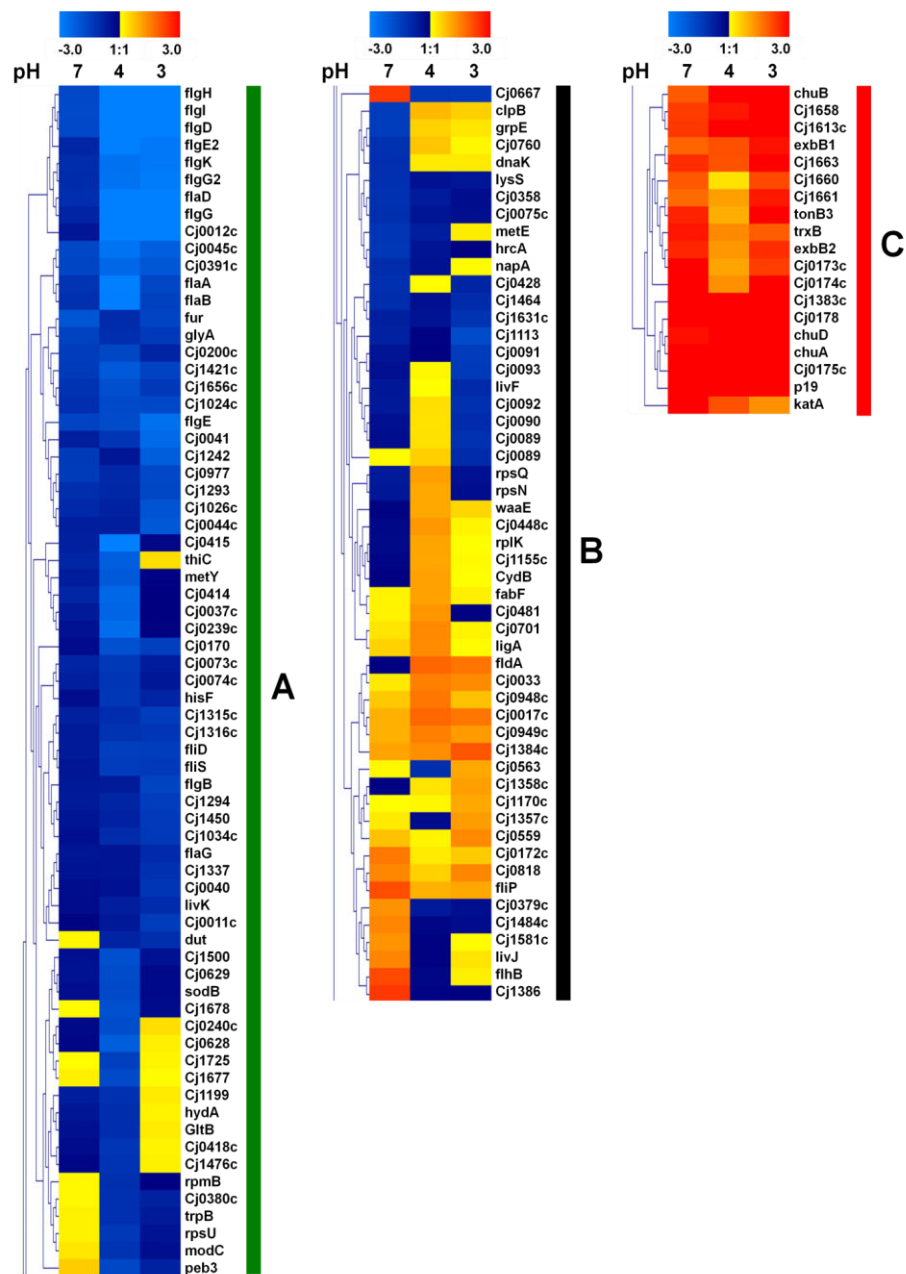 -3.0 1:1 3.0
pH 7 4 3
flgH
flgI
flgD
flgE2
flgK
flgG2
flaD
flgG
Cj0012c
Cj0045c
Cj0391c
flaA
flaB
fur
glyA
Cj0200c
Cj1421c
Cj1656c
Cj1024c
flgE
Cj0041
Cj1242
Cj0977
Cj1293
Cj1026c
Cj0044c
Cj0415
thiC
metY
Cj0414
Cj0037c
Cj0239c
Cj0170
Cj0073c
Cj0074c
hisF
Cj1315c
Cj1316c
fliD
fliS
flgB
Cj1294
Cj1450
Cj1034c
flaG
Cj1337
Cj0040
livK
Cj0011c
dut
Cj1500
Cj0629
sodB
Cj1678
Cj0240c
Cj0628
Cj1725
Cj1677
Cj1199
hydA
GltB
Cj0418c
Cj1476c
rpmB
Cj0380c
trpB
rpsU
modC
peb3
A
-3.0 1:1 3.0
pH 7 4 3
Cj0667
clpB
grpE
Cj0760
dnaK
lysS
Cj0358
Cj0075c
metE
hrcA
napA
Cj0428
Cj1464
Cj1631c
Cj1113
Cj0091
Cj0093
livF
Cj0092
Cj0090
Cj0089
Cj0089
rpsQ
rpsN
waaE
Cj0448c
rplK
Cj1155c
CydB
fabF
Cj0481
Cj0701
ligA
fldA
Cj0033
Cj0948c
Cj0017c
Cj0949c
Cj1384c
Cj0563
Cj1358c
Cj1170c
Cj1357c
Cj0559
Cj0172c
Cj0818
fliP
Cj0379c
Cj1484c
Cj1581c
livJ
flhB
Cj1386
B
-3.0 1:1 3.0
pH 7 4 3
chuB
Cj1658
Cj1613c
exbB1
Cj1663
Cj1660
Cj1661
tonB3
trxB
exbB2
Cj0173c
Cj0174c
Cj1383c
Cj0178
chuD
chuA
Cj0175c
p19
katA
C